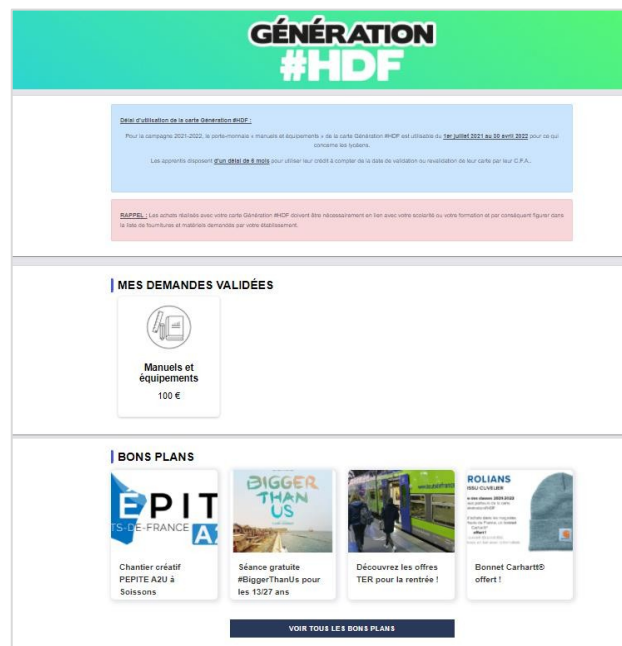 GÉNÉRATION
#HDF
Délai d'utilisation de la carte Génération #HDF :
Pour la campagne 2021-2022, le porte-monnaie « manuels et équipements » de la carte Génération #HDF est utilisable du 1er juillet 2021 au 30 avril 2022 pour ce qui
concerne les lycéens.
Les apprentis disposent d'un délai de 6 mois pour utiliser leur crédit à compter de la date de validation ou revalidation de leur carte par leur C.F.A..
RAPPEL : Les achats réalisés avec votre carte Génération #HDF doivent être nécessairement en lien avec votre scolarité ou votre formation et par conséquent figurer dans
la liste de fournitures et matériels demandés par votre établissement
MES DEMANDES VALIDÉES
Manuels et
équipements
100 €
BONS PLANS
ÉPIT
TS-DE-FRANCE A2
BIGGER
THAN
US
ROLIANS
SSU CUVELIER
offert !
Chantier créatif
PEPITE A2U à
Soissons
Séance gratuite
#BiggerThanUs pour
les 13/27 ans
Découvrez les offres
TER pour la rentrée !
Bonnet Carhartt®
offert !
VOIR TOUS LES BONS PLANS